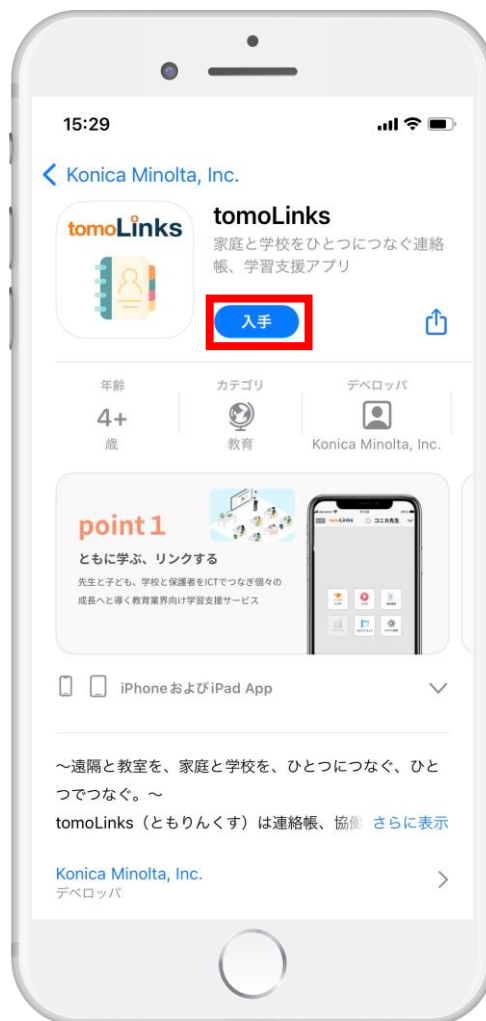 15:29
Konica Minolta, Inc.
tomoLinks
tomoLinks
家庭と学校をひとつにつなぐ連絡
帳、学習支援アプリ
入手
年齢
4+
歳
カテゴリ
教育
デベロッパ
Konica Minolta, Inc.
point 1
ともに学ぶ、リンクする
先生と子ども、学校と保護者をICTでつなぎ個々の
成長へと導く教育業界向け学習支援サービス
tomoLinks
コニカ先生
iPhoneおよびiPad App
〜遠隔と教室を、家庭と学校を、ひとつにつなぐ、ひと
つでつなぐ。〜
tomoLinks（ともりんくす）は連絡帳、協働 さらに表示
Konica Minolta, Inc.
デベロッパ